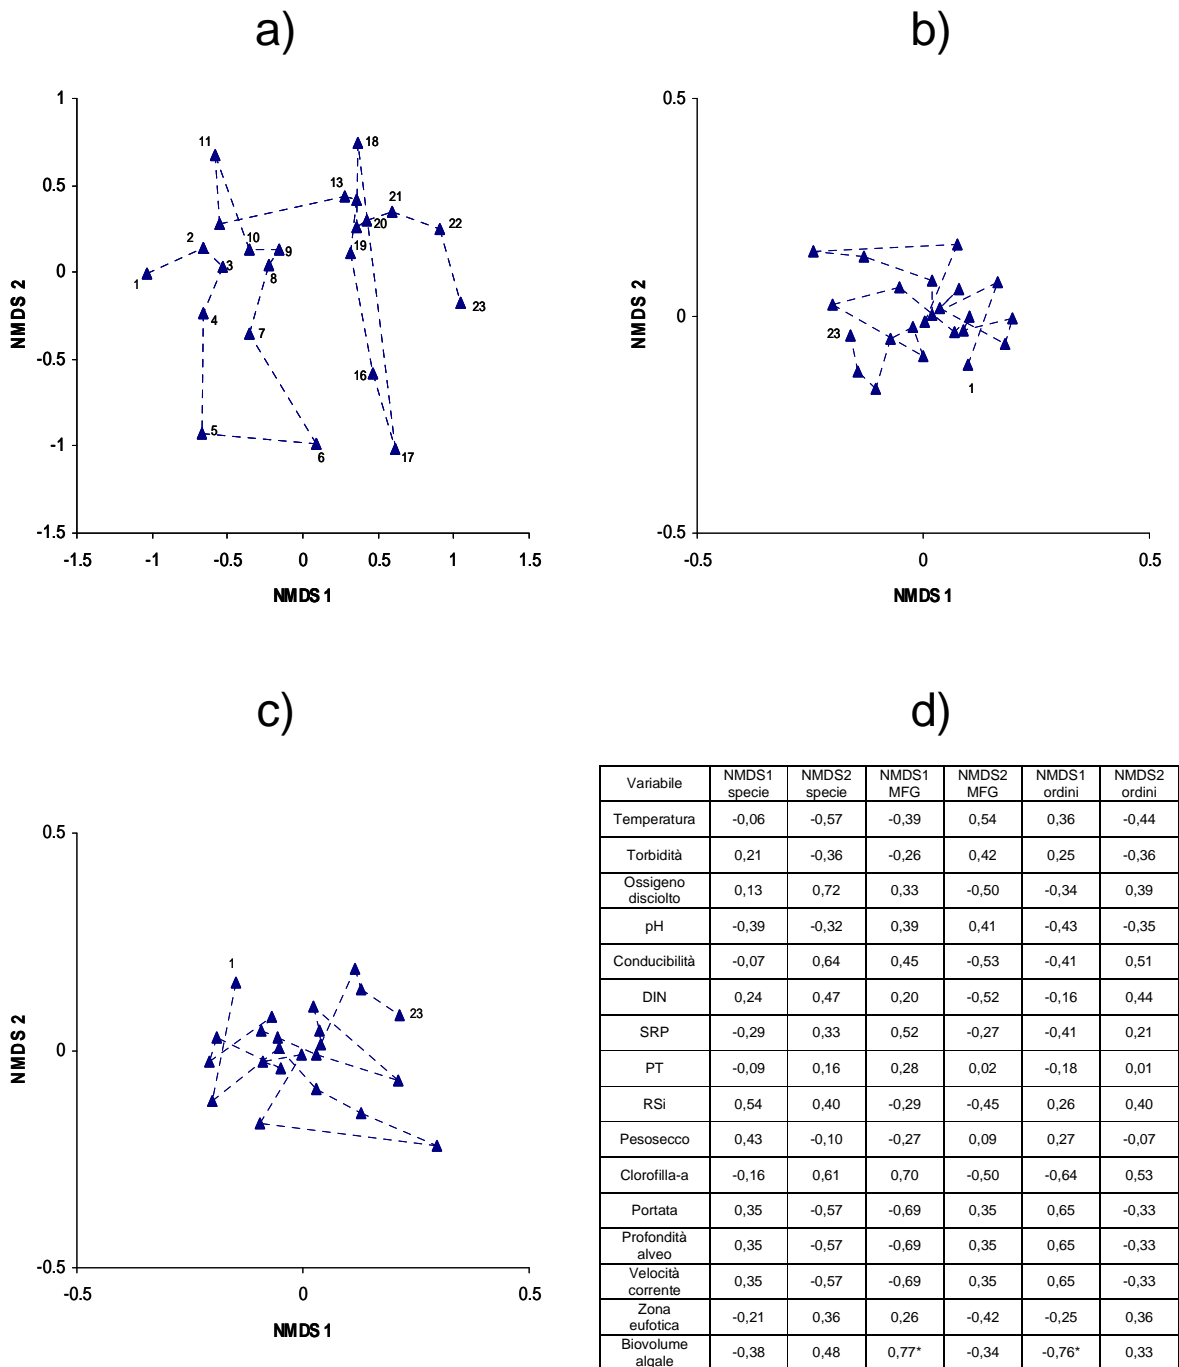 a)
b)
1
0.5
0
-0.5
-1
-1.5
-1.5
-1
-0.5
0
0.5
1
1.5
NMDS 2
NMDS 1
1
2
3
4
5
6
7
8
9
10
11
13
16
17
18
19
20
21
22
23
0.5
0
-0.5
-0.5
0
0.5
NMDS 2
NMDS 1
23
1
c)
d)
0.5
0
-0.5
-0.5
0
0.5
NMDS 2
NMDS 1
1
23
Variabile NMDS1 specie NMDS2 specie NMDS1 MFG NMDS2 MFG NMDS1 ordini NMDS2 ordini
Temperatura -0,06 -0,57 -0,39 0,54 0,36 -0,44
Torbidità 0,21 -0,36 -0,26 0,42 0,25 -0,36
Ossigeno disciolto 0,13 0,72 0,33 -0,50 -0,34 0,39
pH -0,39 -0,32 0,39 0,41 -0,43 -0,35
Conducibilità -0,07 0,64 0,45 -0,53 -0,41 0,51
DIN 0,24 0,47 0,20 -0,52 -0,16 0,44
SRP -0,29 0,33 0,52 -0,27 -0,41 0,21
PT -0,09 0,16 0,28 0,02 -0,18 0,01
RSi 0,54 0,40 -0,29 -0,45 0,26 0,40
Pesosecco 0,43 -0,10 -0,27 0,09 0,27 -0,07
Clorofilla-a -0,16 0,61 0,70 -0,50 -0,64 0,53
Portata 0,35 -0,57 -0,69 0,35 0,65 -0,33
Profondità alveo 0,35 -0,57 -0,69 0,35 0,65 -0,33
Velocità corrente 0,35 -0,57 -0,69 0,35 0,65 -0,33
Zona eufotica -0,21 0,36 0,26 -0,42 -0,25 0,36
Biovolume algale -0,38 0,48 0,77* -0,34 -0,76* 0,33